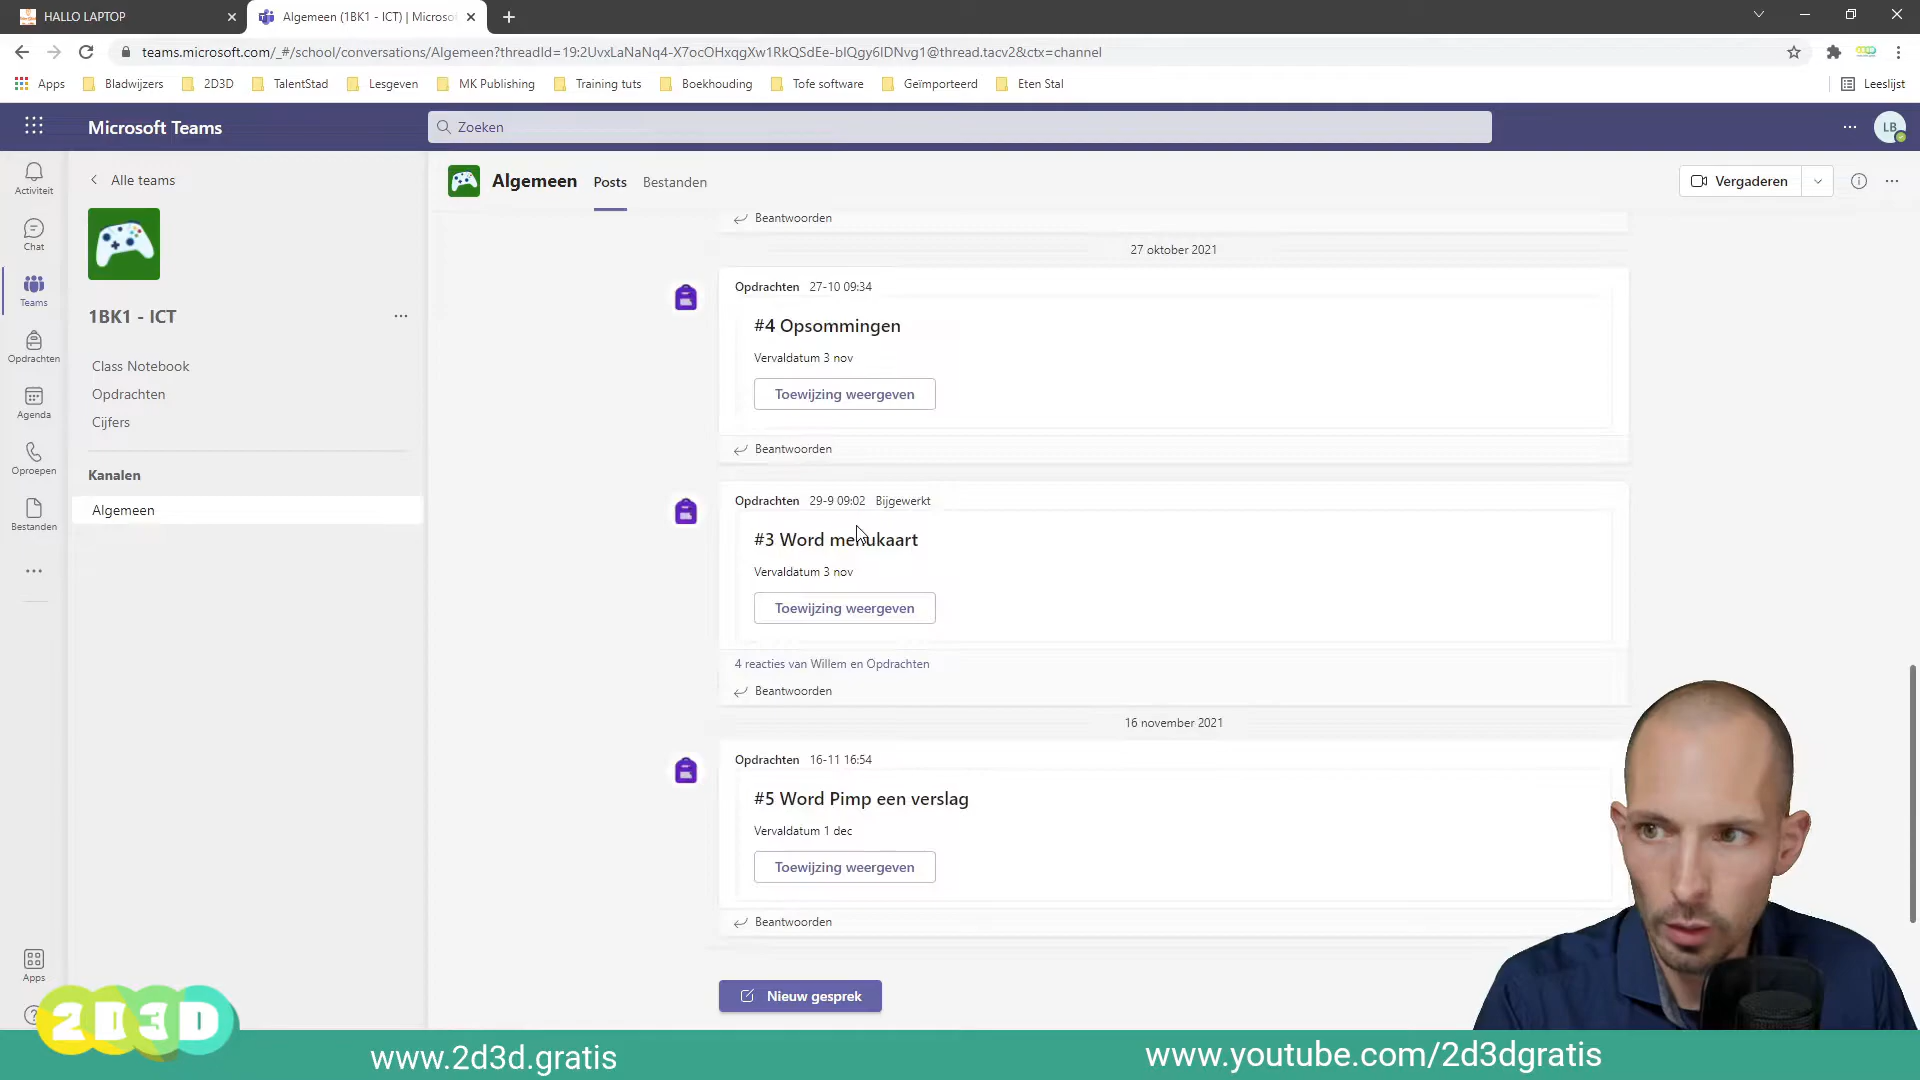 HALLO LAPTOP
Algemeen (1BK1 - ICT) | Microso
teams.microsoft.com/_#/school/conversations/Algemeen?threadId=19:2UvxLaNaNq4-X7ocOHxqgXw1RkQSdEe-blQgy6IDNvg1@thread.tacv2&ctx=channel
Apps
Bladwijzers
2D3D
TalentStad
Lesgeven
MK Publishing
Training tuts
Boekhouding
Tofe software
Geïmporteerd
Eten Stal
Leeslijst
Microsoft Teams
Zoeken
LB
Activiteit
Chat
Teams
Opdrachten
Agenda
Oproepen
Bestanden
Apps
Alle teams
1BK1 - ICT
Class Notebook
Opdrachten
Cijfers
Kanalen
Algemeen
Algemeen
Posts
Bestanden
Vergaderen
Beantwoorden
27 oktober 2021
Opdrachten 27-10 09:34
#4 Opsommingen
Vervaldatum 3 nov
Toewijzing weergeven
Beantwoorden
Opdrachten 29-9 09:02 Bijgewerkt
#3 Word menukaart
Vervaldatum 3 nov
Toewijzing weergeven
4 reacties van Willem en Opdrachten
Beantwoorden
16 november 2021
Opdrachten 16-11 16:54
#5 Word Pimp een verslag
Vervaldatum 1 dec
Toewijzing weergeven
Beantwoorden
Nieuw gesprek
2D3D
www.2d3d.gratis
www.youtube.com/2d3dgratis